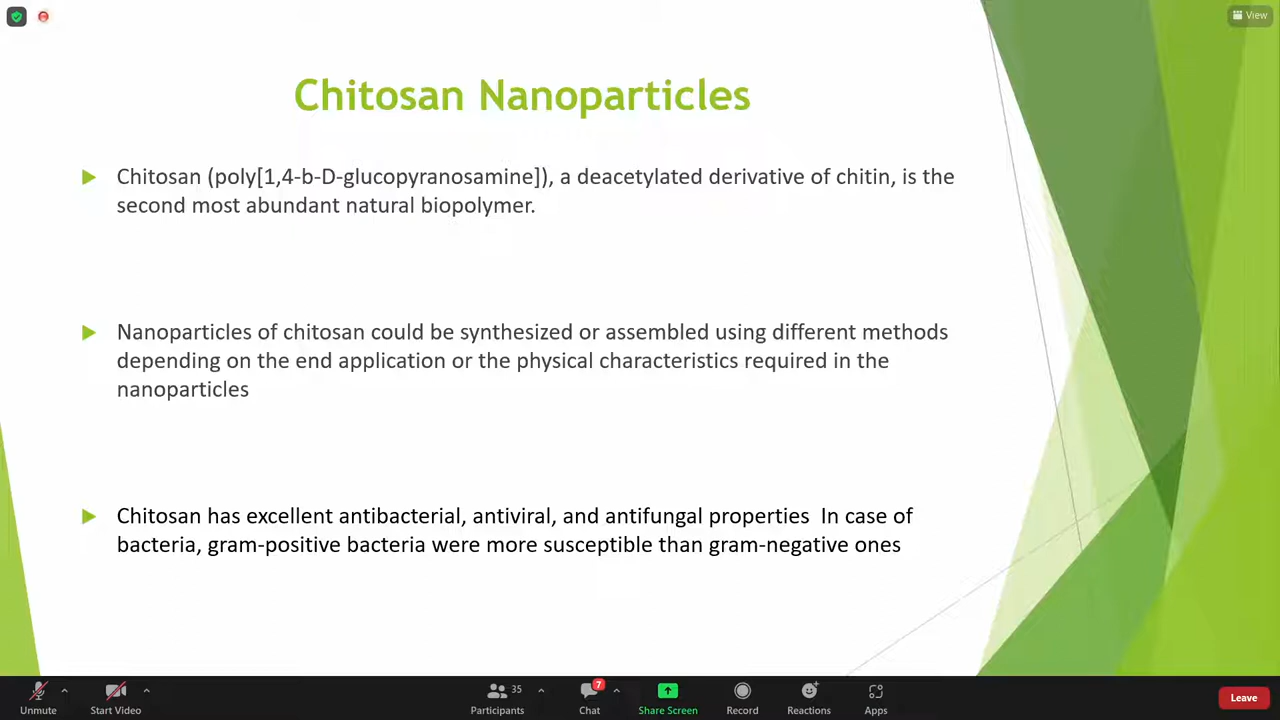 View
Chitosan Nanoparticles
Chitosan (poly[1,4-b-D-glucopyranosamine]), a deacetylated derivative of chitin, is the
second most abundant natural biopolymer.
Nanoparticles of chitosan could be synthesized or assembled using different methods
depending on the end application or the physical characteristics required in the
nanoparticles
Chitosan has excellent antibacterial, antiviral, and antifungal properties  In case of
bacteria, gram-positive bacteria were more susceptible than gram-negative ones
35
7
Unmute
Start Video
Participants
Chat
Share Screen
Record
Reactions
Apps
Leave